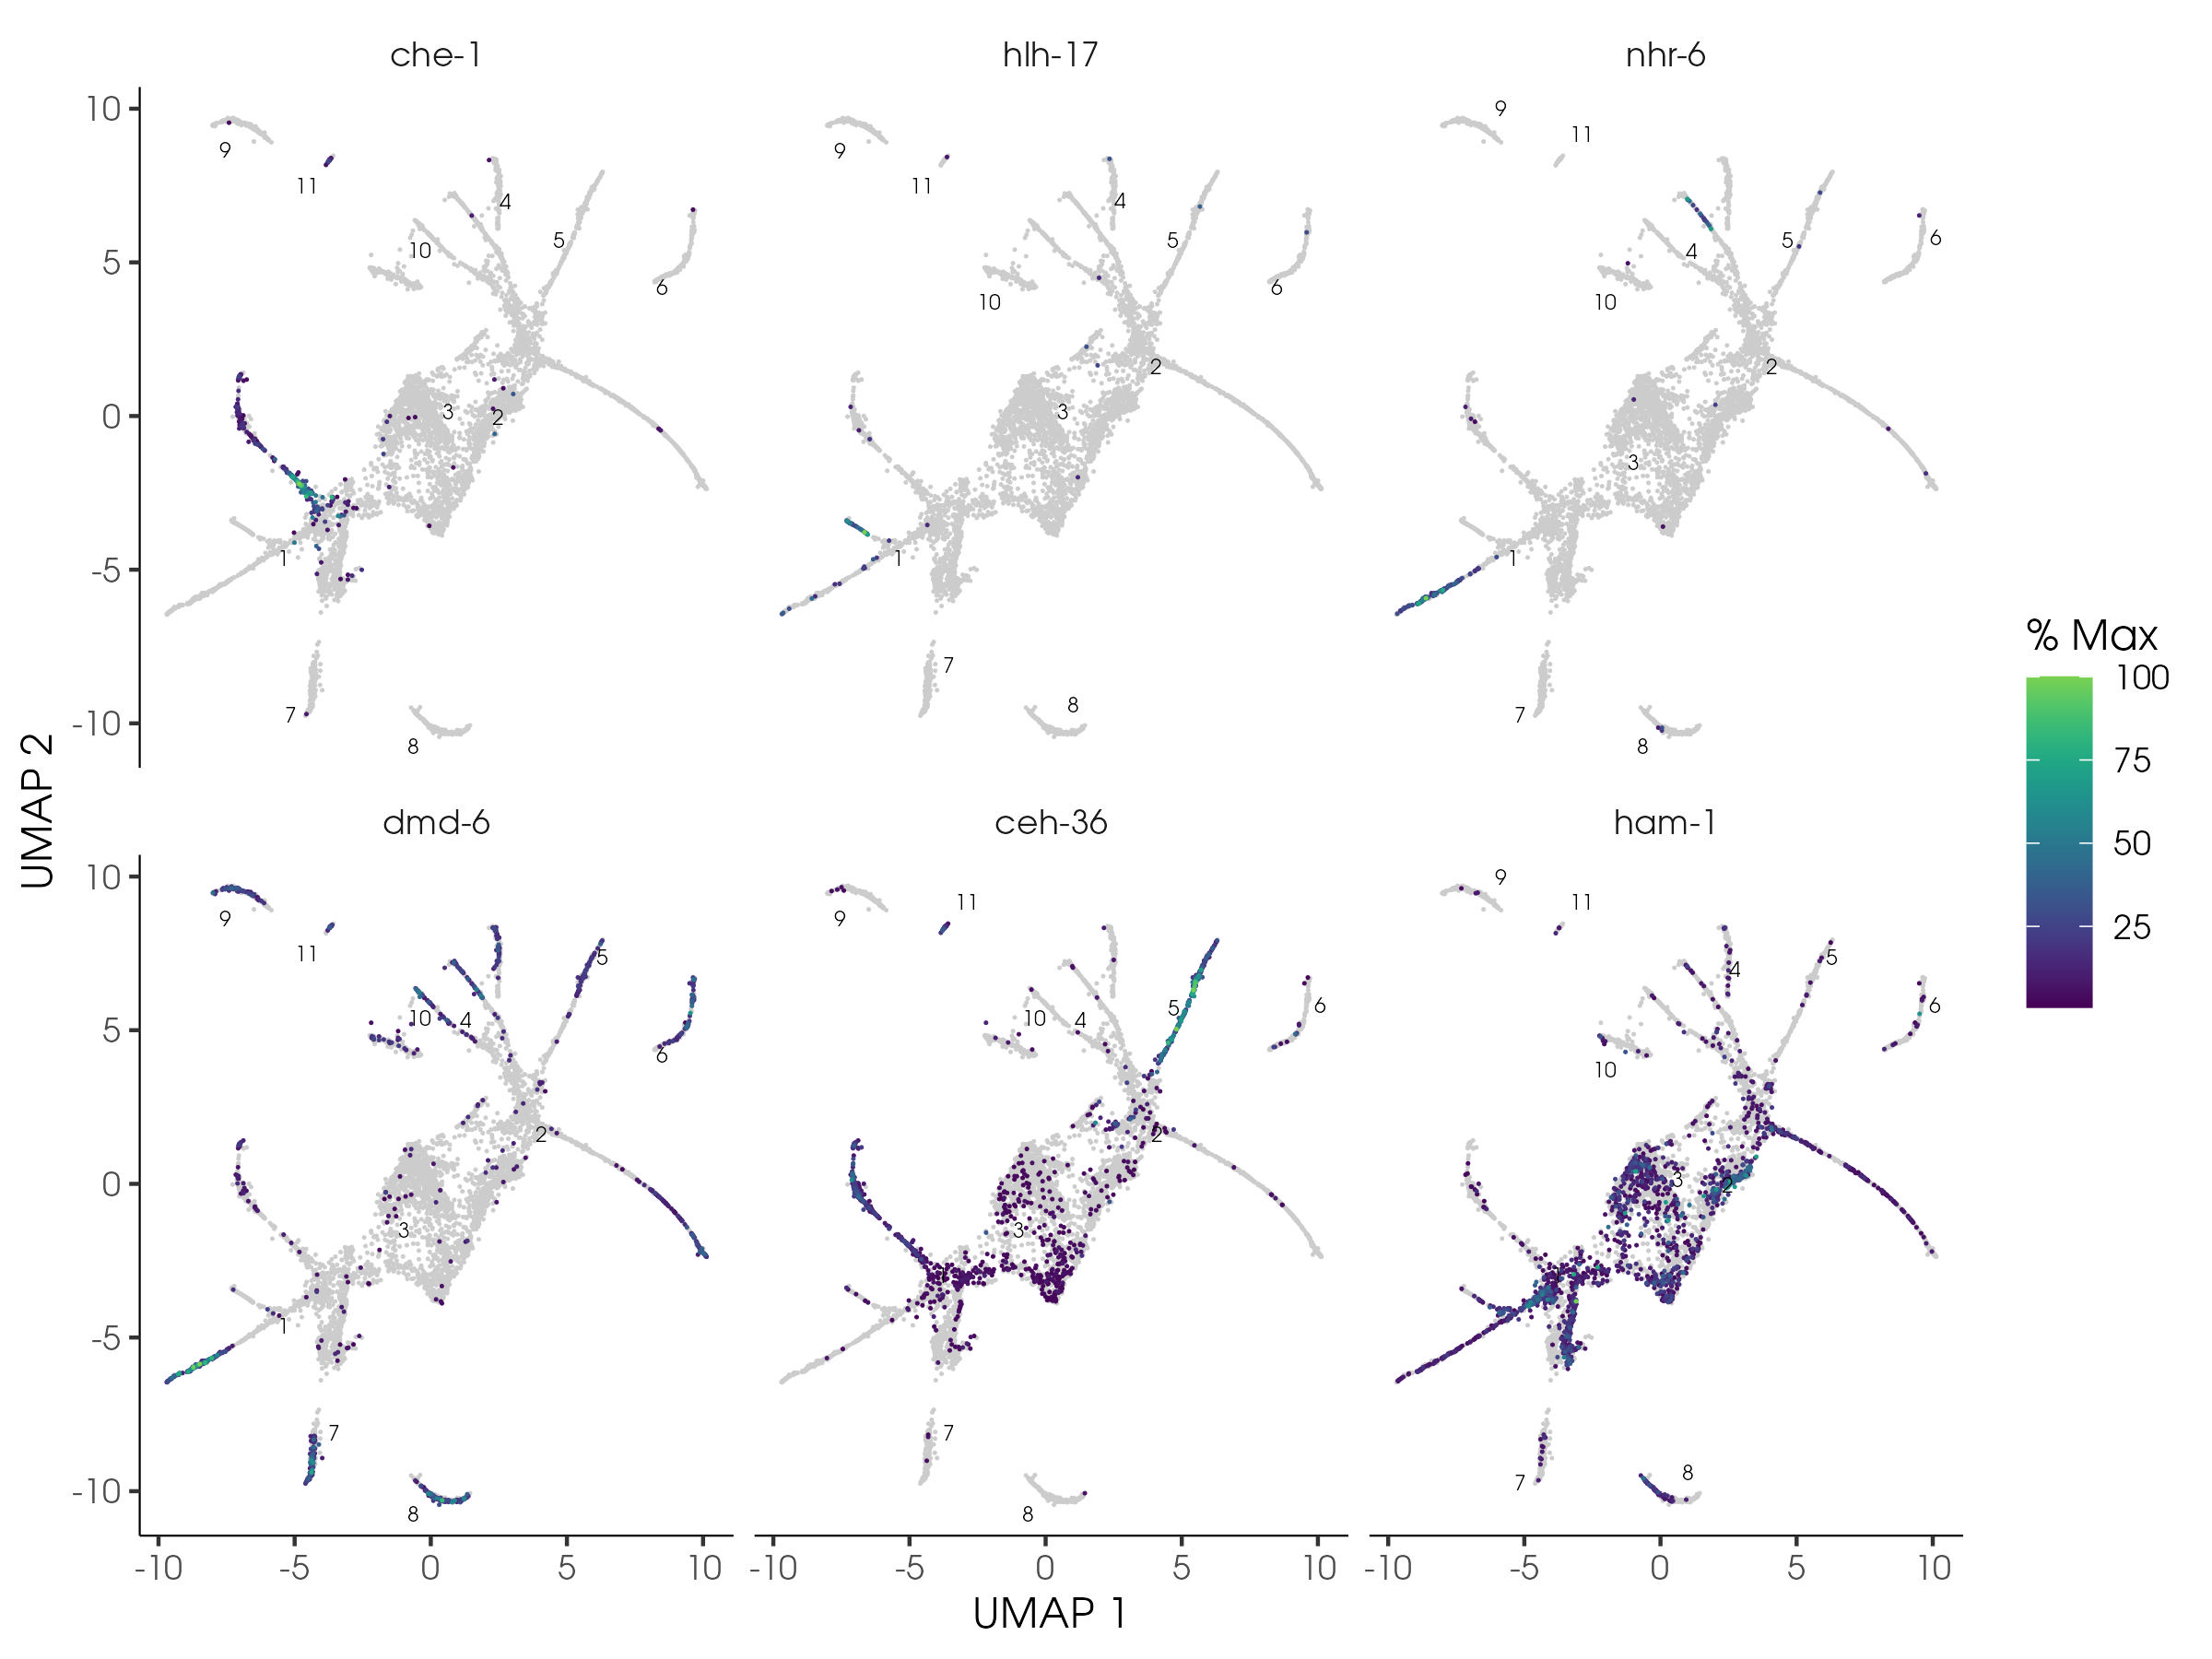 che-1 hlh-17 nhr-6
10 5 0 -5 -10
9 11 4 5 10 6 3 2 1 7 8
9 11 4 5 10 6 2 3 1 7 8
9 11 4 5 6 10 2 3 1 7 8
UMAP 2
% Max
100
75
50
25
dmd-6 ceh-36 ham-1
10 5 0 -5 -10
9 11 5 10 4 6 2 3 1 7 8
9 11 5 10 4 6 2 3 1 7 8
9 11 5 4 6 10 3 2 1 7 8
-10 -5 0 5 10 -10 -5 0 5 10 -10 -5 0 5 10
UMAP 1